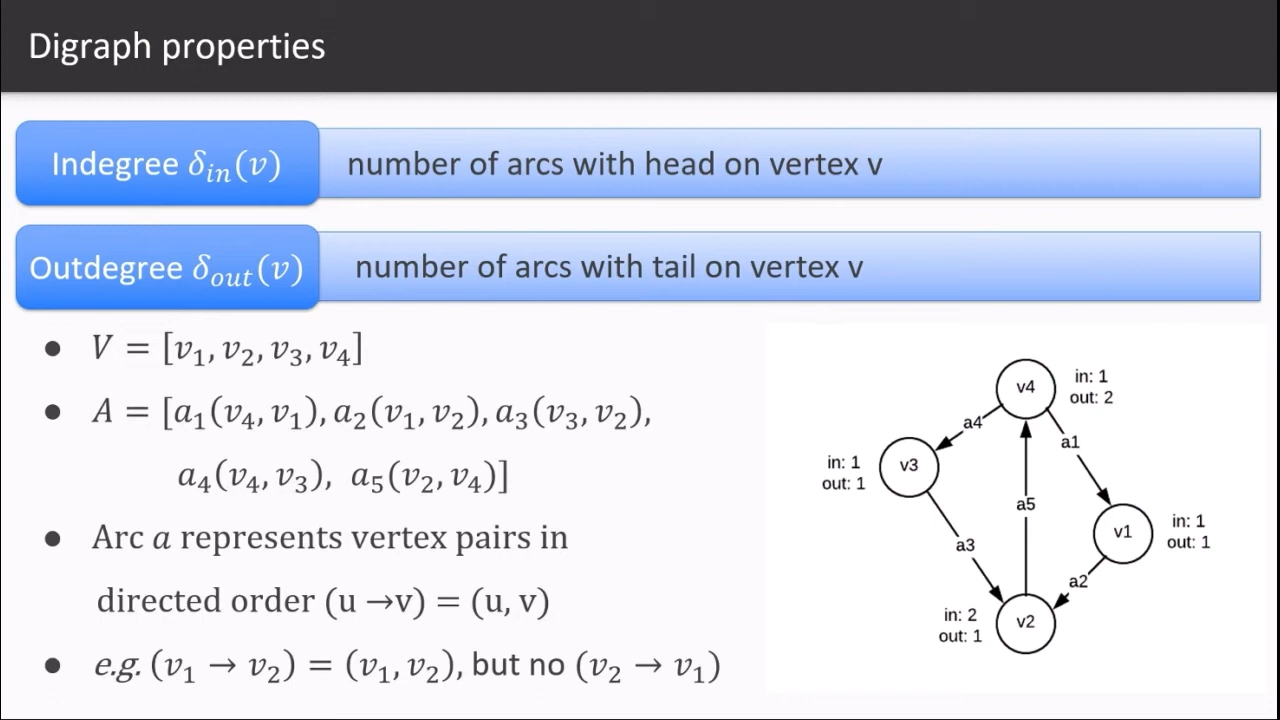 Digraph properties
Indegree δ_in(v)
number of arcs with head on vertex v
Outdegree δ_out(v)
number of arcs with tail on vertex v
● V = [v₁, v₂, v₃, v₄]
● A = [a₁(v₄, v₁), a₂(v₁, v₂), a₃(v₃, v₂),
a₄(v₄, v₃), a₅(v₂, v₄)]
● Arc a represents vertex pairs in
directed order (u →v) = (u, v)
● e.g. (v₁ → v₂) = (v₁, v₂), but no (v₂ → v₁)
v4
in: 1
out: 2
a4
a1
v3
in: 1
out: 1
a5
v1
in: 1
out: 1
a3
a2
in: 2
out: 1
v2